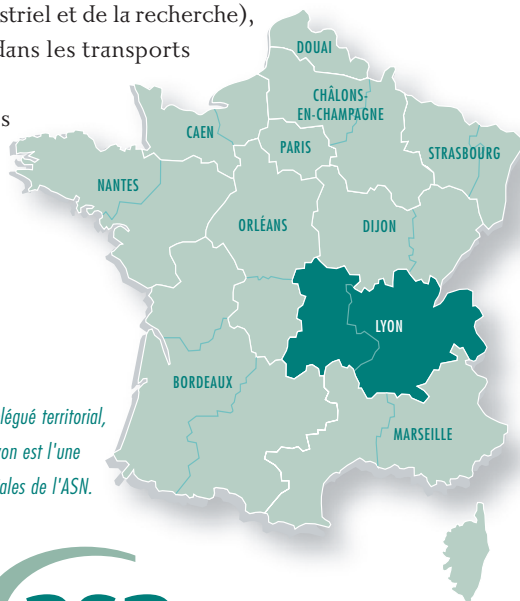 striel et de la recherche),
dans les transports
s
DOUAI
CHÂLONS-
EN-CHAMPAGNE
CAEN
PARIS
STRASBOURG
NANTES
ORLÉANS
DIJON
LYON
BORDEAUX
légué territorial,
MARSEILLE
yon est l'une
ales de l'ASN.